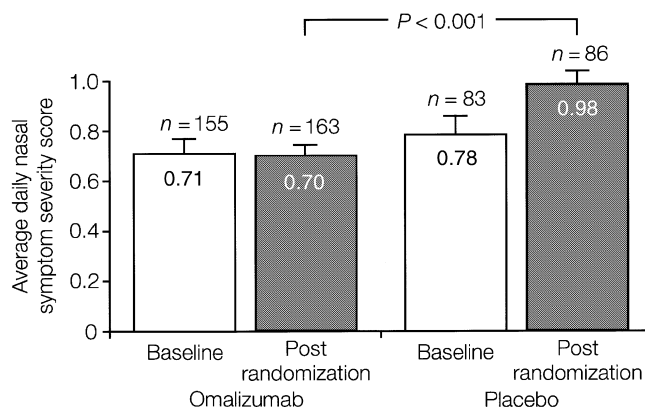 P < 0.001
n = 86
n = 83
n = 155
n = 163
Average daily nasal
symptom severity score
1.0
0.8
0.6
0.4
0.2
0
0.71
0.70
0.78
0.98
Baseline
Post
randomization
Baseline
Post
randomization
Omalizumab
Placebo